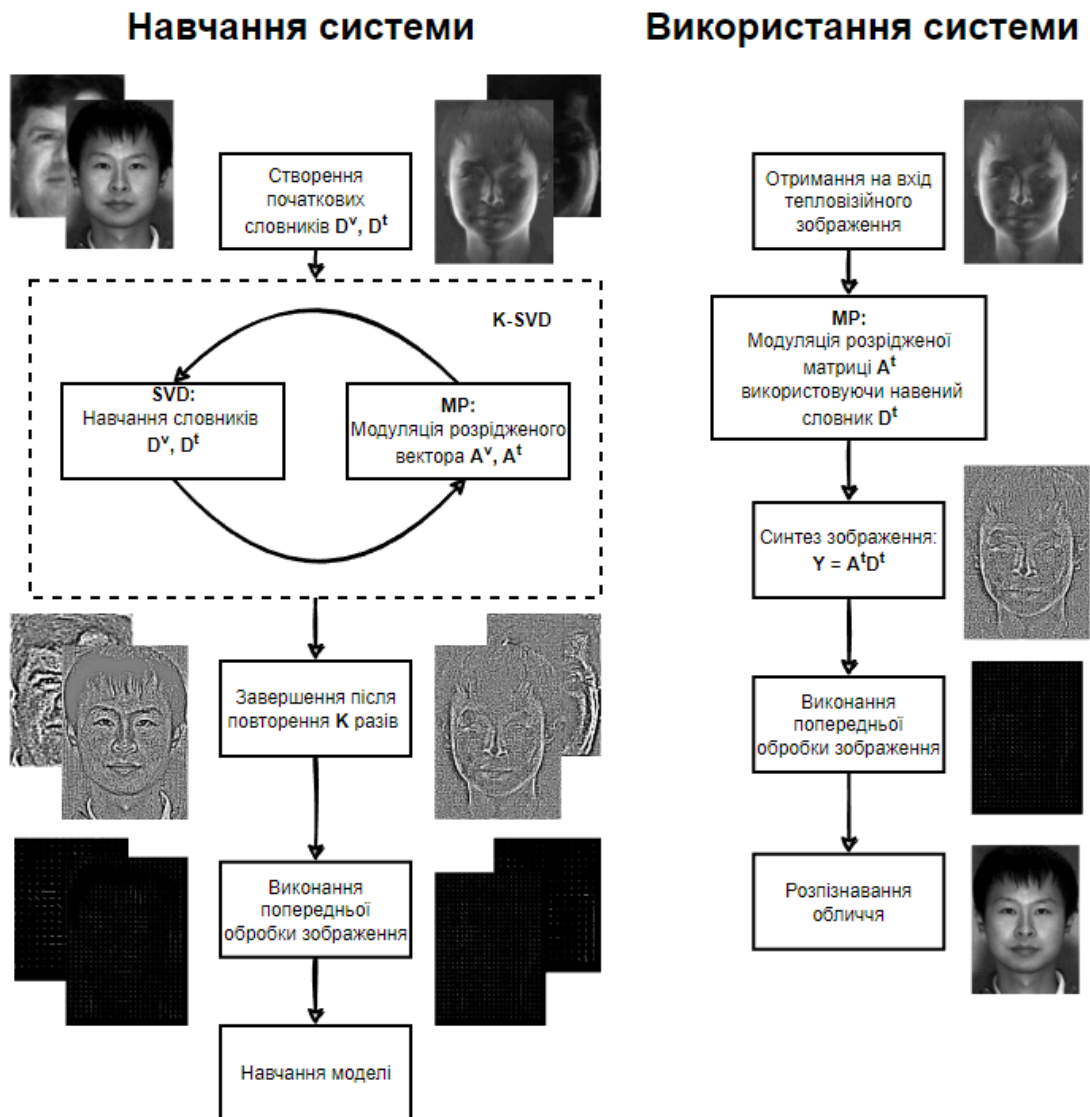 Навчання системи
Використання системи
Створення
початкових
словників Dᵛ, Dᵗ
K-SVD
SVD:
Навчання словників
Dᵛ, Dᵗ
MP:
Модуляція розрідженого
вектора Aᵛ, Aᵗ
Завершення після
повторення K разів
Виконання
попередньої
обробки зображення
Навчання моделі
Отримання на вхід
тепловізійного
зображення
MP:
Модуляція розрідженої
матриці Aᵗ
використовуючи навений
словник Dᵗ
Синтез зображення:
Y = AᵗDᵗ
Виконання
попередньої
обробки зображення
Розпізнавання
обличчя